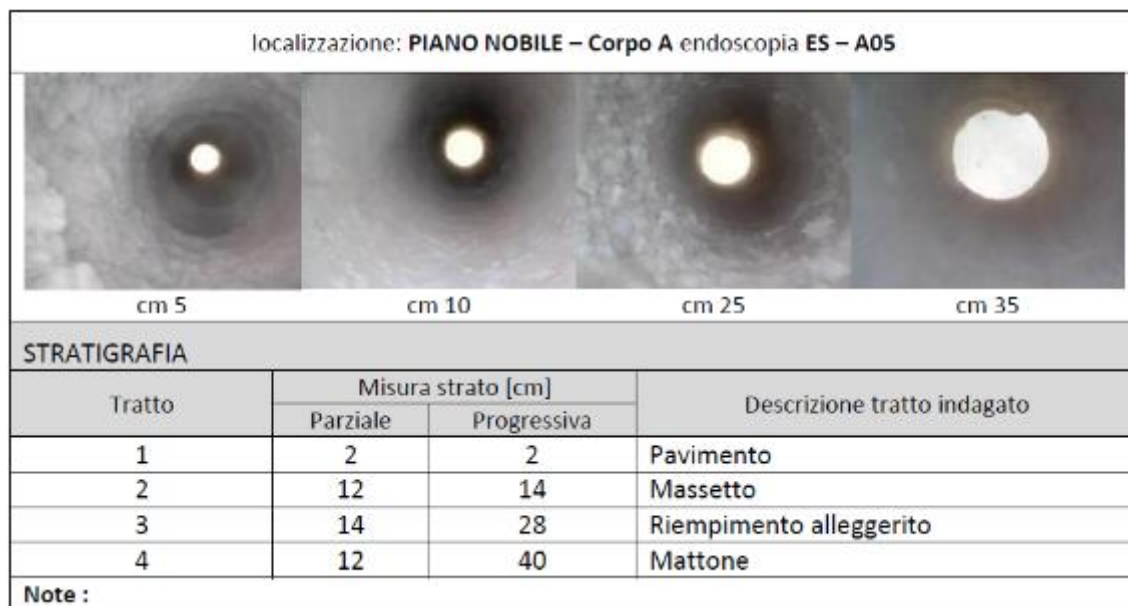 localizzazione: PIANO NOBILE – Corpo A endoscopia ES – A05
cm 5 cm 10 cm 25 cm 35
STRATIGRAFIA
Tratto Misura strato [cm] Descrizione tratto indagato
Parziale Progressiva
1 2 2 Pavimento
2 12 14 Massetto
3 14 28 Riempimento alleggerito
4 12 40 Mattone
Note :